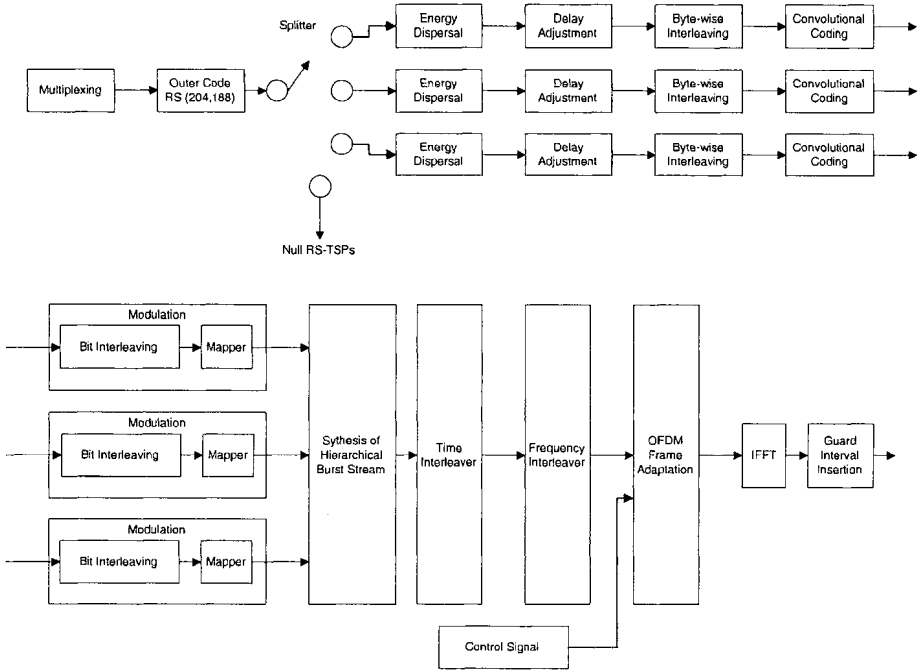 Splitter
Multiplexing
Outer Code
RS (204,188)
Energy
Dispersal
Delay
Adjustment
Byte-wise
Interleaving
Convolutional
Coding
Energy
Dispersal
Delay
Adjustment
Byte-wise
Interleaving
Convolutional
Coding
Energy
Dispersal
Delay
Adjustment
Byte-wise
Interleaving
Convolutional
Coding
Null RS-TSPs
Modulation
Bit Interleaving
Mapper
Modulation
Bit Interleaving
Mapper
Modulation
Bit Interleaving
Mapper
Sythesis of
Hierarchical
Burst Stream
Time
Interleaver
Frequency
Interleaver
OFDM
Frame
Adaptation
IFFT
Guard
Interval
Insertion
Control Signal